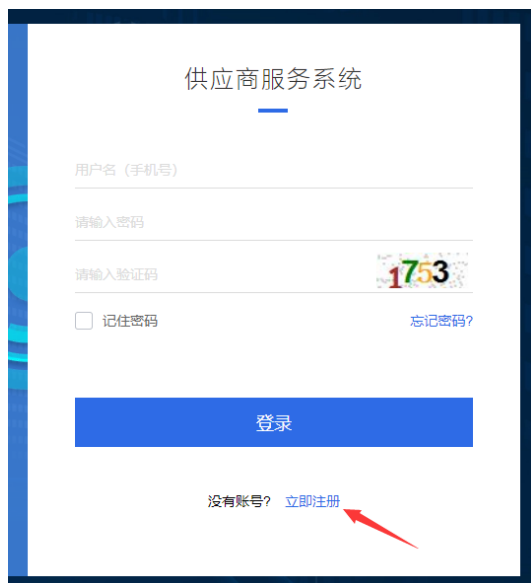 供应商服务系统
用户名（手机号）
请输入密码
请输入验证码 1753
记住密码 忘记密码?
登录
没有账号? 立即注册